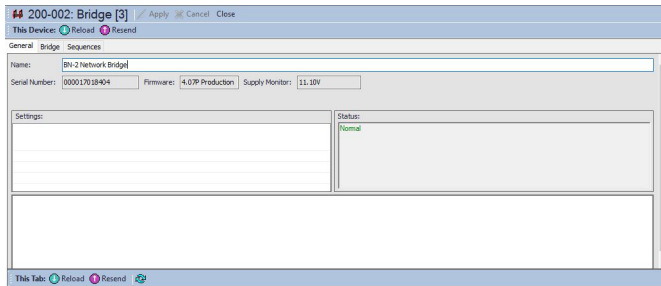 200-002: Bridge [3] Apply Cancel Close
This Device: Reload Resend
General Bridge Sequences
Name: BN-2 Network Bridge
Serial Number: 000017018404 Firmware: 4.07P Production Supply Monitor: 11.10V
Settings: Status:
Normal
This Tab: Reload Resend